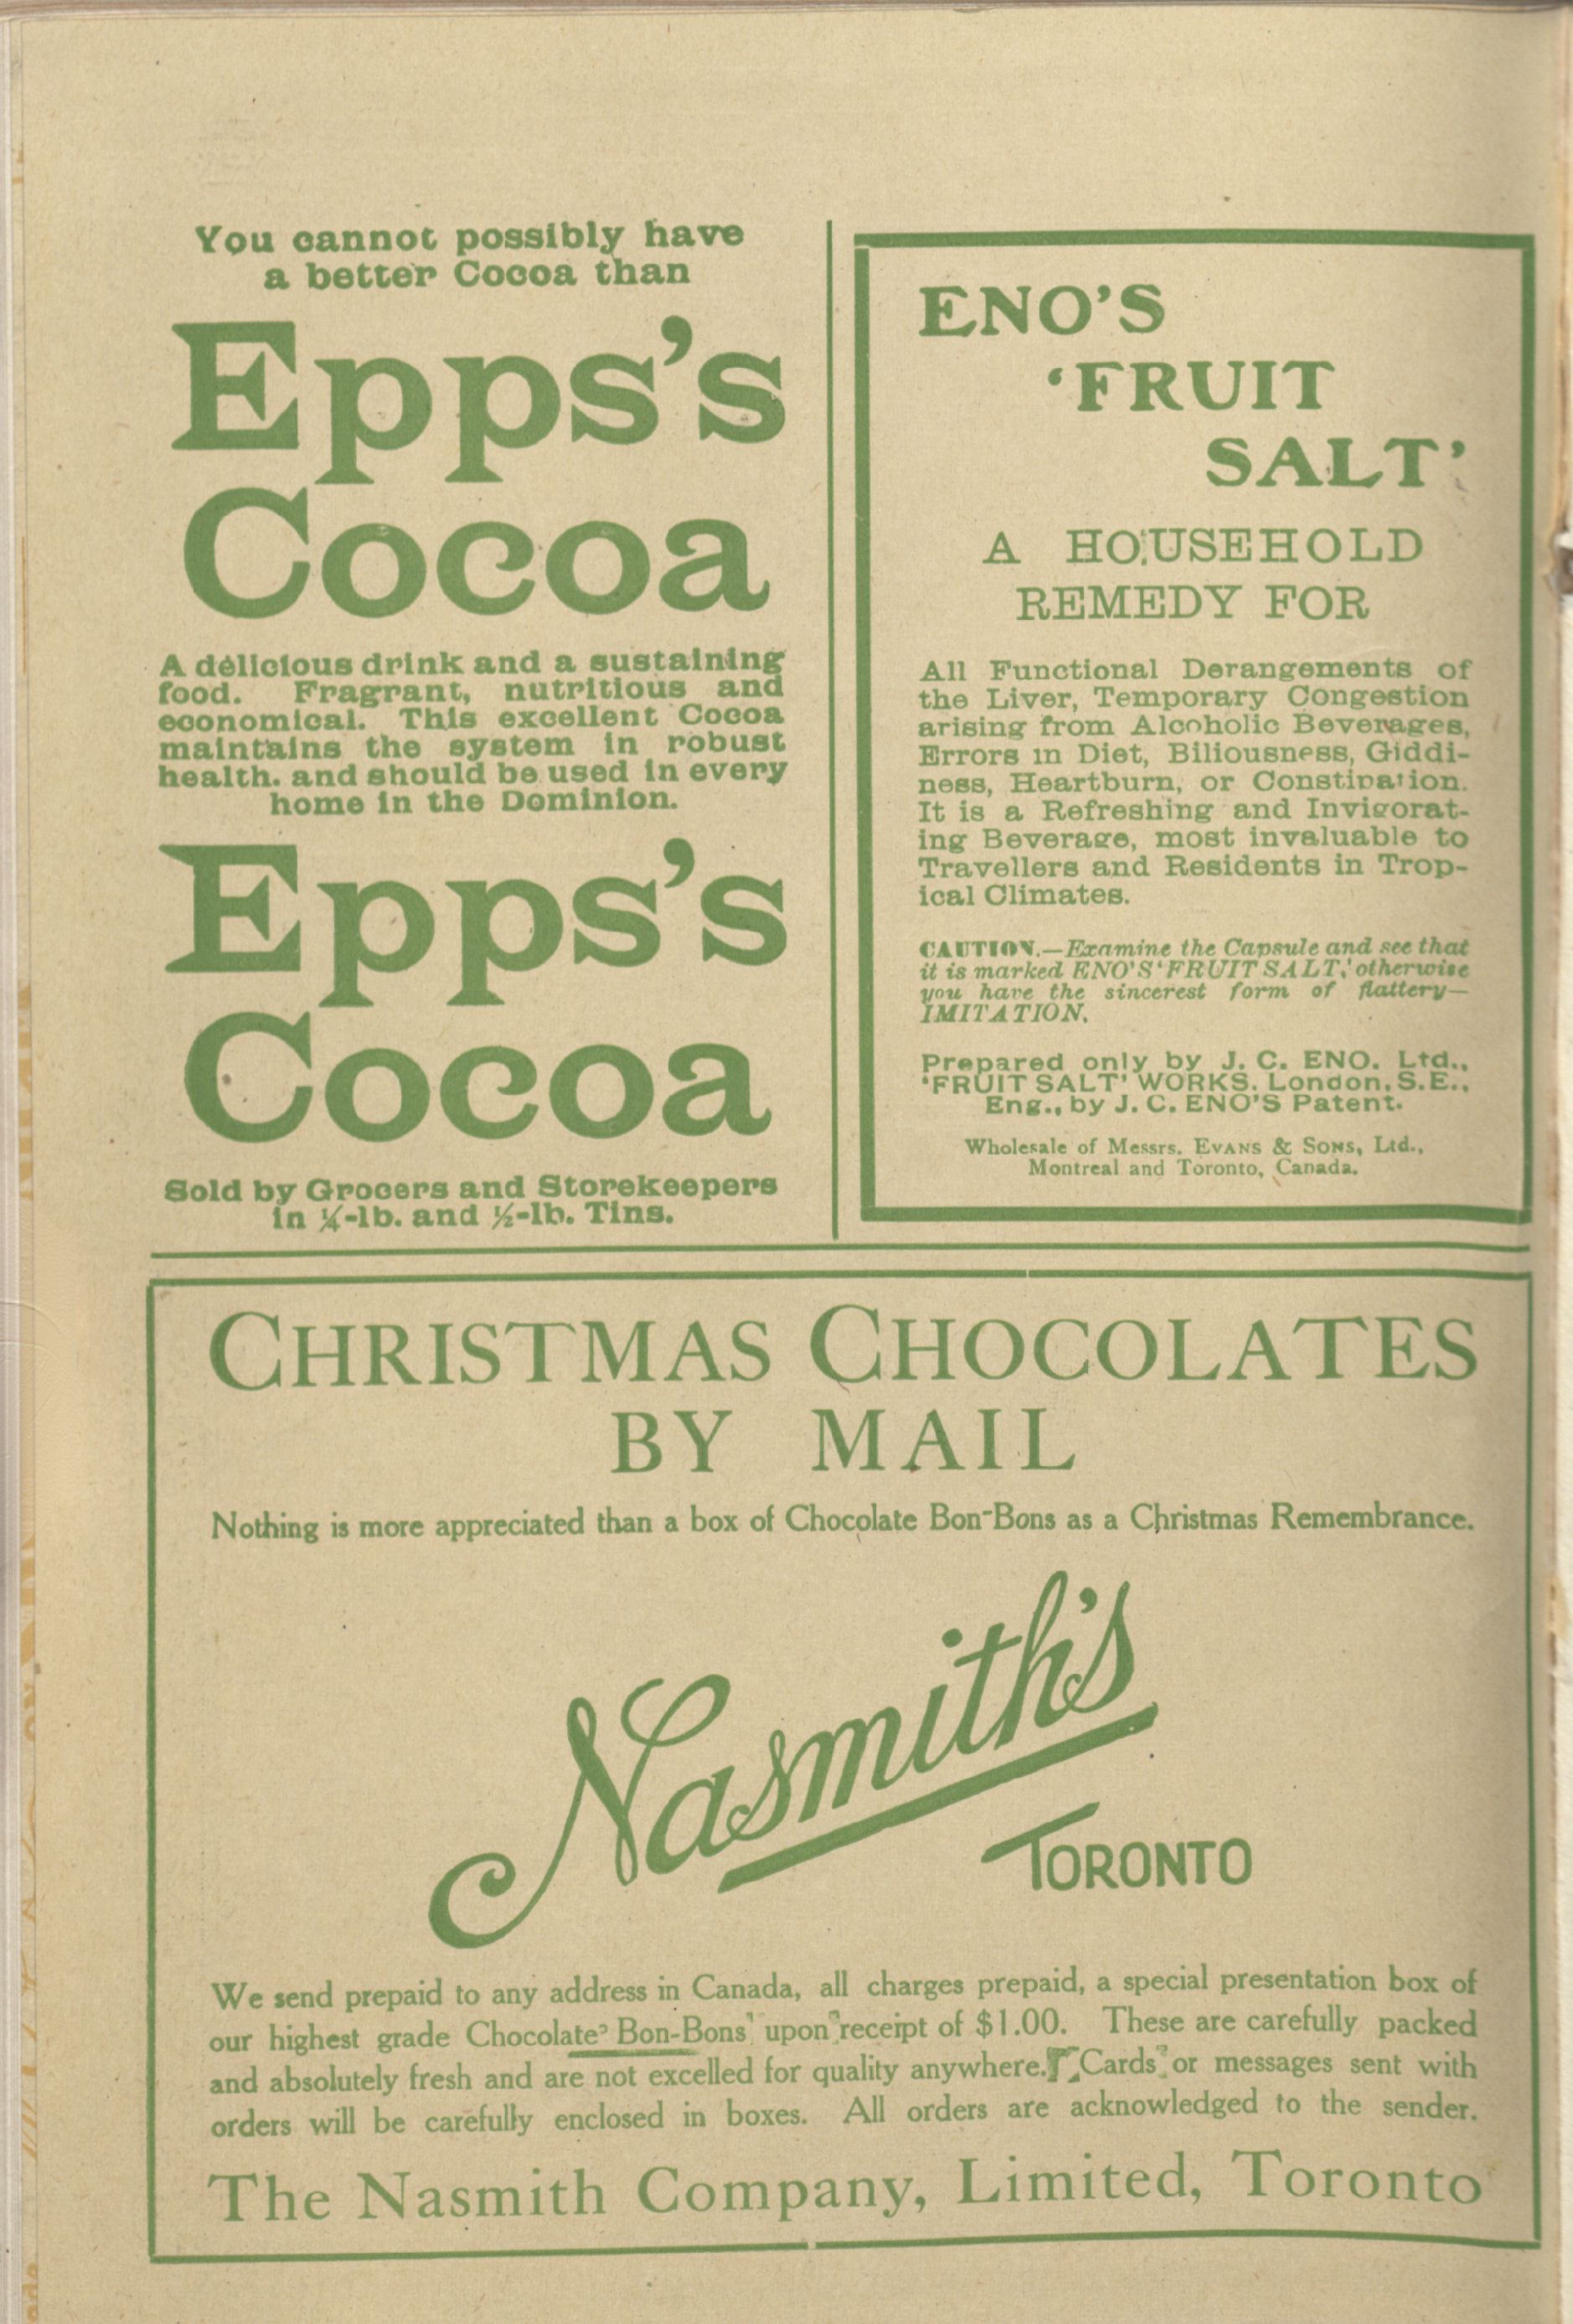 You cannot possibly have
a better Cocoa than
Epps's
Cocoa
A delicious drink and a sustaining
food. Fragrant, nutritious and
economical. This excellent Cocoa
maintains the system in robust
health. and should be used in every
home in the Dominion.
Epps's
Cocoa
Sold by Grocers and Storekeepers
in ¼-lb. and ½-lb. Tins.
ENO'S
'FRUIT
SALT'
A HOUSEHOLD
REMEDY FOR
All Functional Derangements of
the Liver, Temporary Congestion
arising from Alcoholic Beverages,
Errors in Diet, Biliousness, Giddi-
ness, Heartburn, or Constipation.
It is a Refreshing and Invigorat-
ing Beverage, most invaluable to
Travellers and Residents in Trop-
ical Climates.
CAUTION.—Examine the Capsule and see that
it is marked ENO'S 'FRUIT SALT,' otherwise
you have the sincerest form of flattery—
IMITATION.
Prepared only by J. C. ENO. Ltd.,
'FRUIT SALT' WORKS. London, S.E.,
Eng., by J. C. ENO'S Patent.
Wholesale of Messrs. EVANS & SONS, Ltd.,
Montreal and Toronto, Canada.
CHRISTMAS CHOCOLATES
BY MAIL
Nothing is more appreciated than a box of Chocolate Bon-Bons as a Christmas Remembrance.
Nasmith's
TORONTO
We send prepaid to any address in Canada, all charges prepaid, a special presentation box of
our highest grade Chocolate Bon-Bons upon receipt of $1.00. These are carefully packed
and absolutely fresh and are not excelled for quality anywhere. Cards or messages sent with
orders will be carefully enclosed in boxes. All orders are acknowledged to the sender.
The Nasmith Company, Limited, Toronto